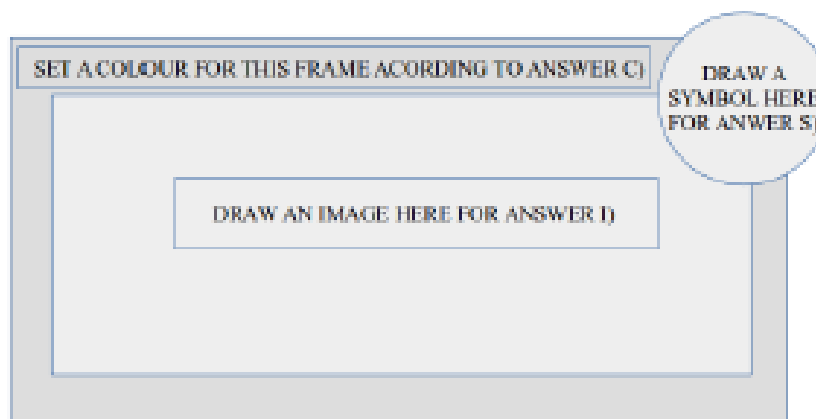 SET A COLOUR FOR THIS FRAME ACORDING TO ANSWER C)
DRAW A
SYMBOL HERE
FOR ANWER S)
DRAW AN IMAGE HERE FOR ANSWER I)